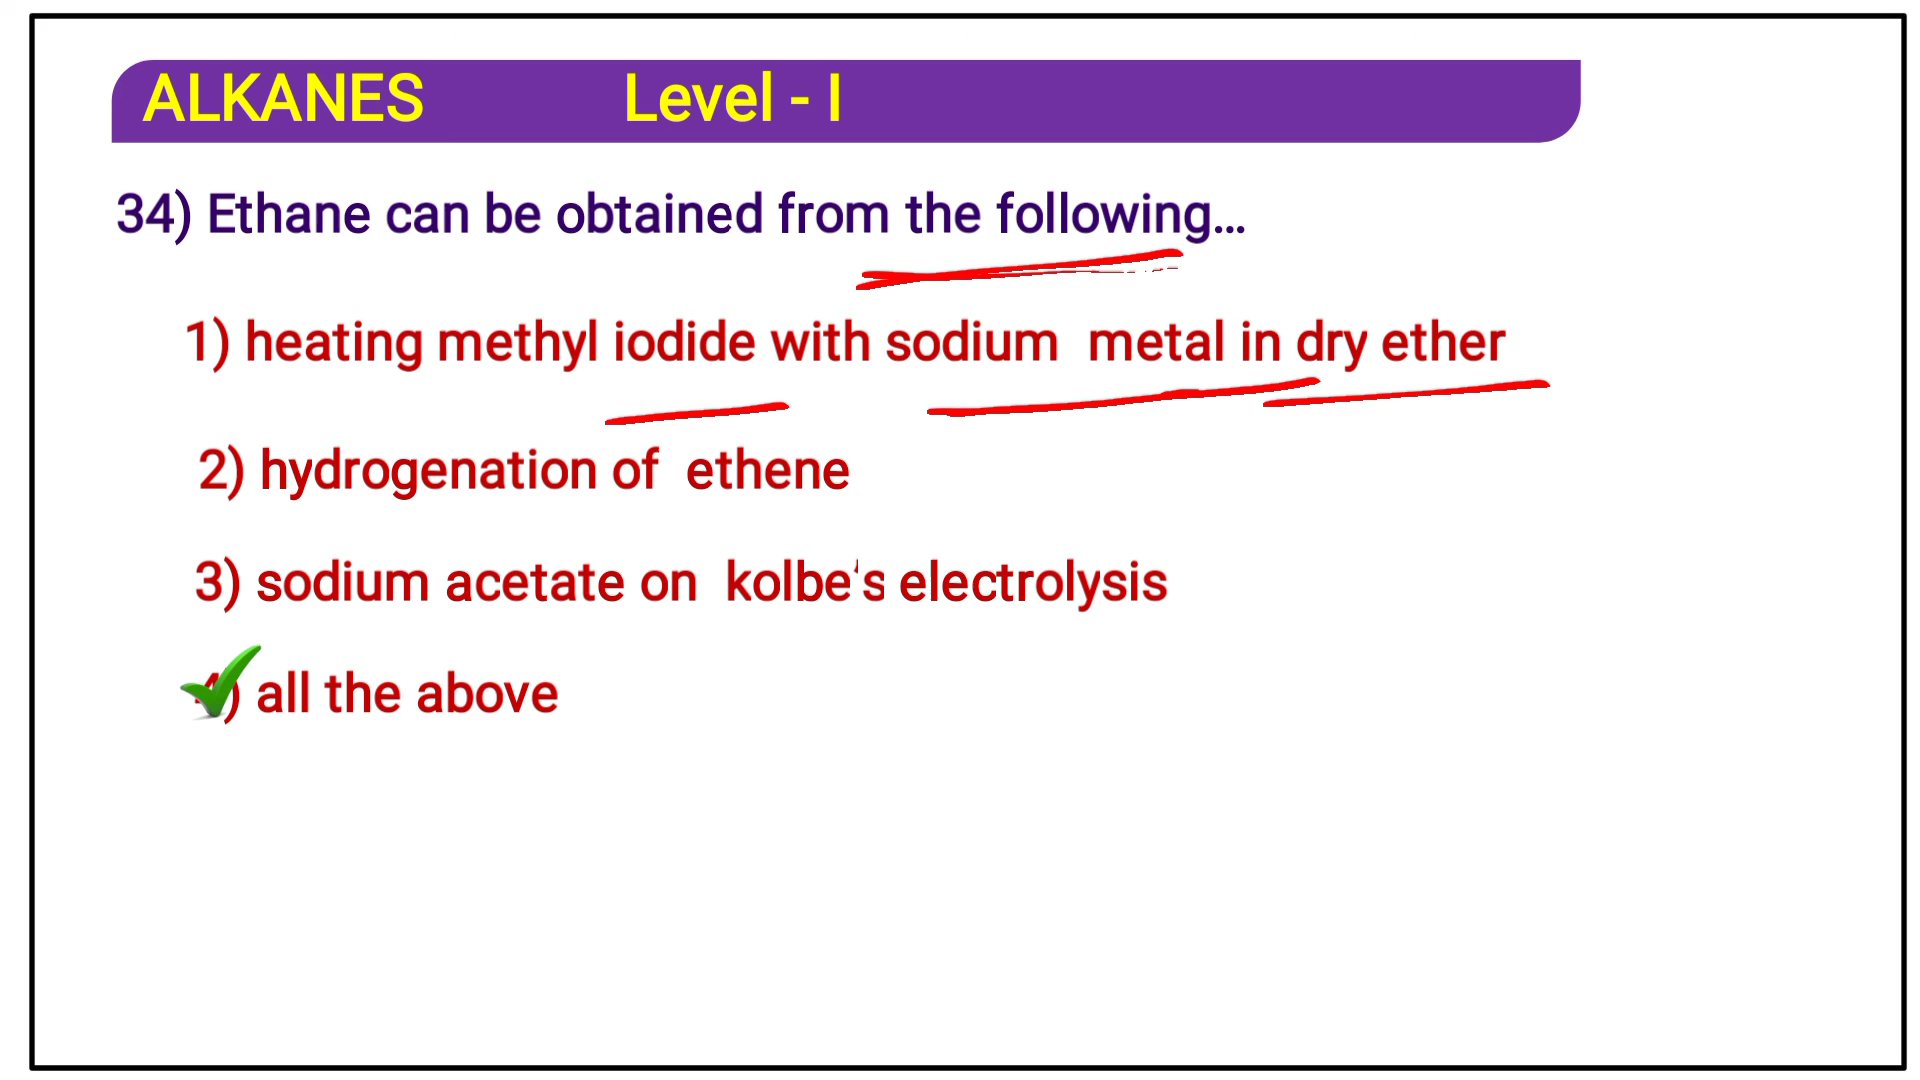 ALKANES Level - I
34) Ethane can be obtained from the following...
1) heating methyl iodide with sodium metal in dry ether
2) hydrogenation of ethene
3) sodium acetate on kolbe's electrolysis
4) all the above